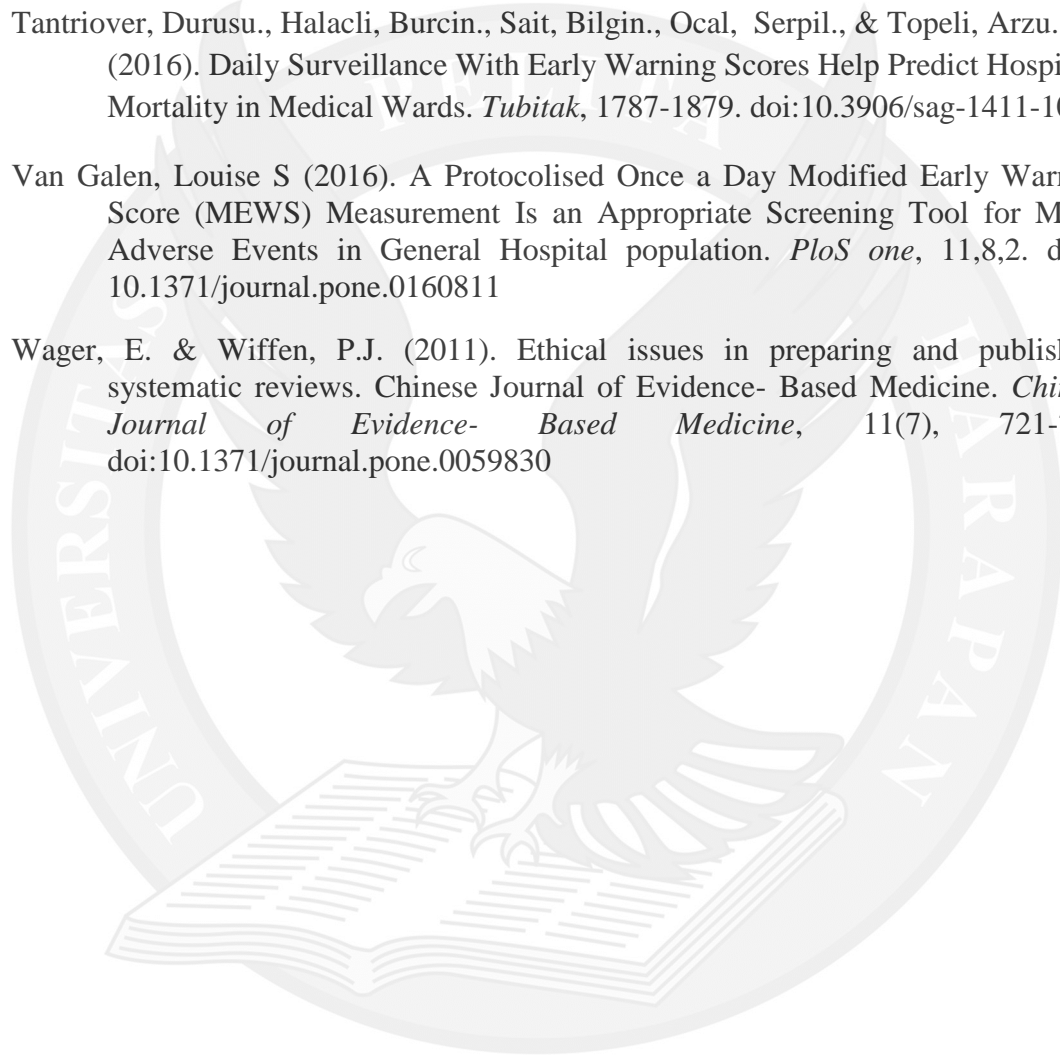 Tantriover, Durusu., Halacli, Burcin., Sait, Bilgin., Ocal, Serpil., & Topeli, Arzu.
(2016). Daily Surveillance With Early Warning Scores Help Predict Hospi
Mortality in Medical Wards. Tubitak, 1787-1879. doi:10.3906/sag-1411-1
Van Galen, Louise S (2016). A Protocolised Once a Day Modified Early Warn
Score (MEWS) Measurement Is an Appropriate Screening Tool for M
Adverse Events in General Hospital population. PloS one, 11,8,2. d
10.1371/journal.pone.0160811
Wager, E. & Wiffen, P.J. (2011). Ethical issues in preparing and publish
systematic reviews. Chinese Journal of Evidence- Based Medicine. Chin
Journal of Evidence- Based Medicine, 11(7), 721-
doi:10.1371/journal.pone.0059830
UNIVERSITAS PELITA HARAPAN